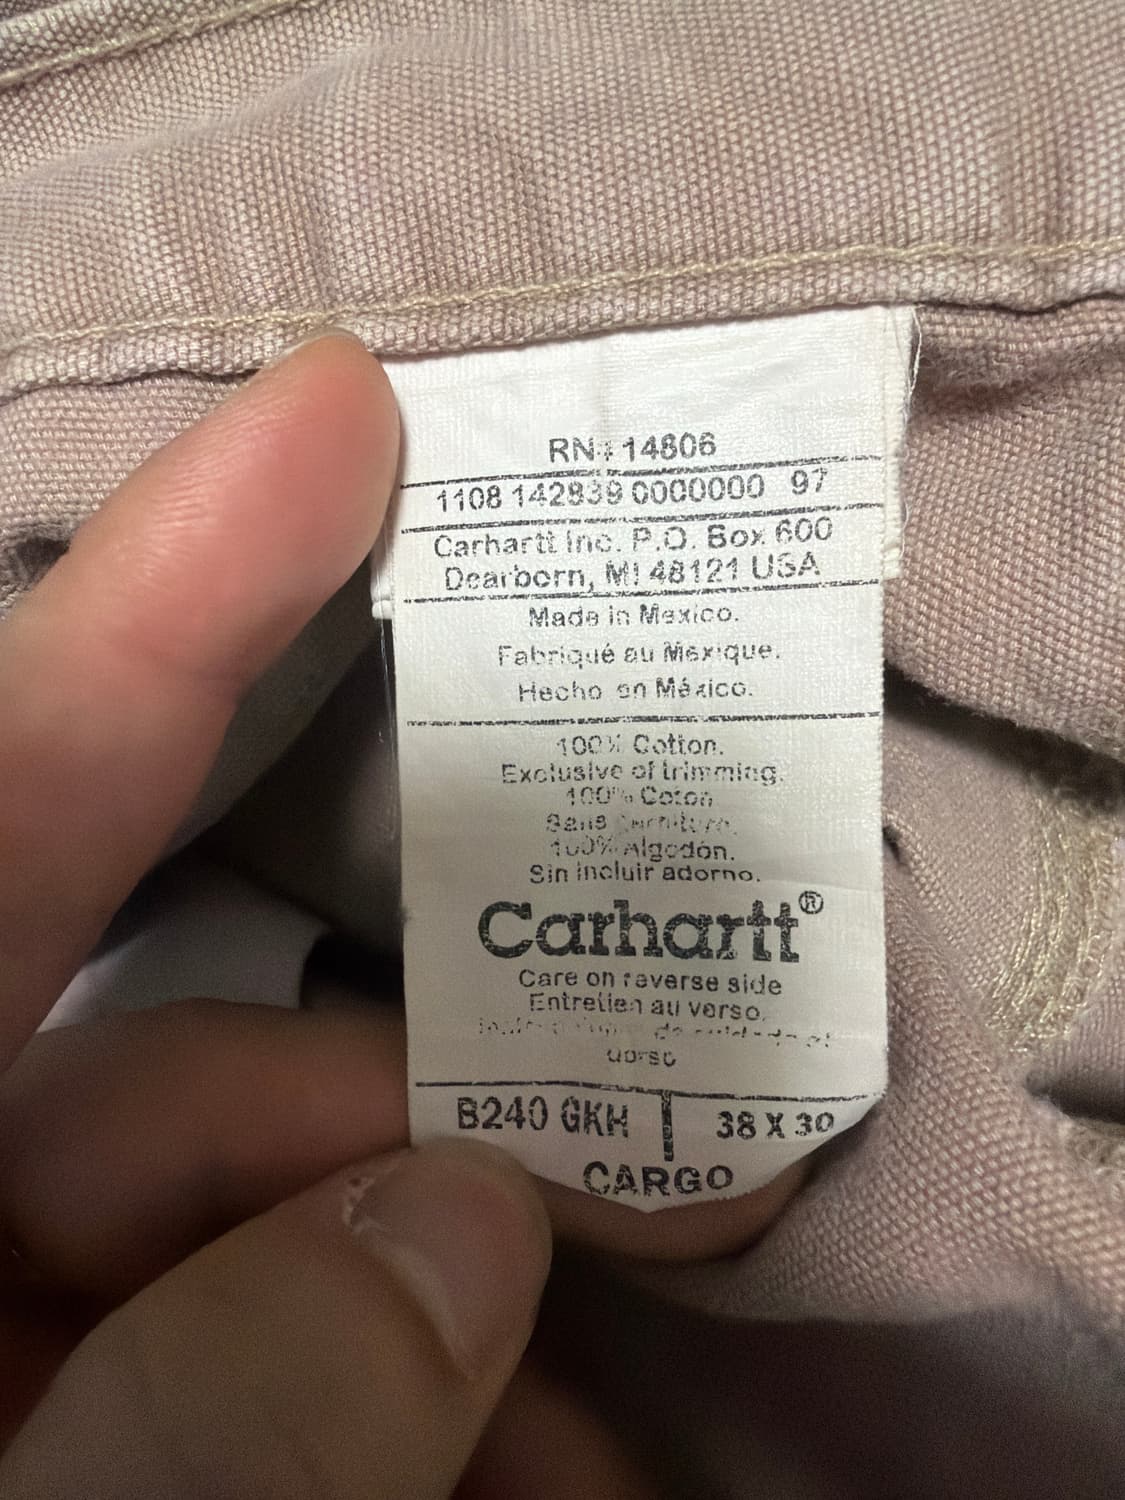 RN: 14806
1108 142839 0000000 97
Carhartt Inc. P.O. Box 600
Dearborn, MI 48121 USA
Made in Mexico.
Fabriqué au Mexique.
Hecho en México.
100% Cotton.
Exclusive of trimming.
100% Coton
Sans
100% Algodón.
Sin incluir adorno.
Carhartt®
Care on reverse side
Entretien au verso.
de
B240 GKH 38 X 30
CARGO